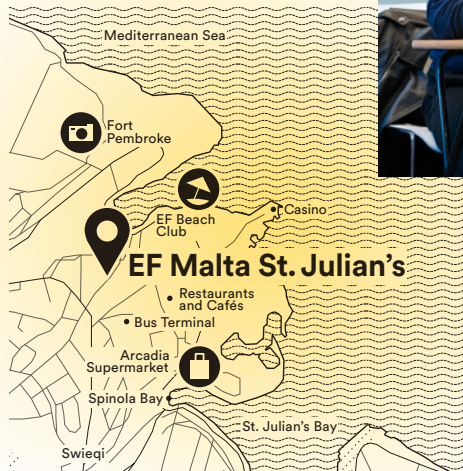 Mediterranean Sea
Fort
Pembroke
EF Beach
Club
Casino
EF Malta St. Julian's
Restaurants
and Cafés
Bus Terminal
Arcadia
Supermarket
Spinola Bay
St. Julian's Bay
Swieqi